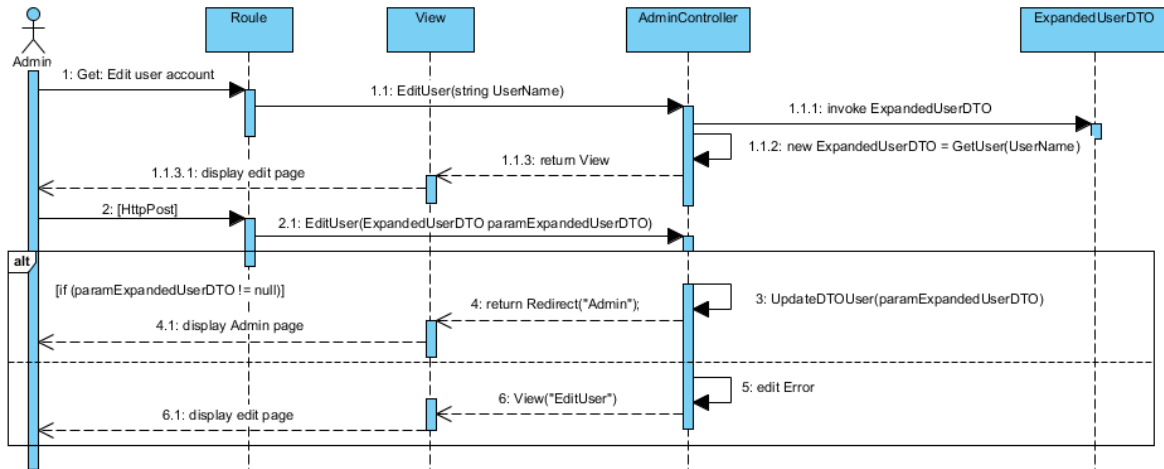 Route
View
AdminController
ExpandedUserDTO
Admin
1: Get: Edit user account
1.1: EditUser(string UserName)
1.1.1: invoke ExpandedUserDTO
1.1.2: new ExpandedUserDTO = GetUser(UserName)
1.1.3: return View
1.1.3.1: display edit page
2: [HttpPost]
2.1: EditUser(ExpandedUserDTO paramExpandedUserDTO)
alt
[if (paramExpandedUserDTO != null)]
3: UpdateDTOUser(paramExpandedUserDTO)
4: return Redirect("Admin");
4.1: display Admin page
5: edit Error
6: View("EditUser")
6.1: display edit page